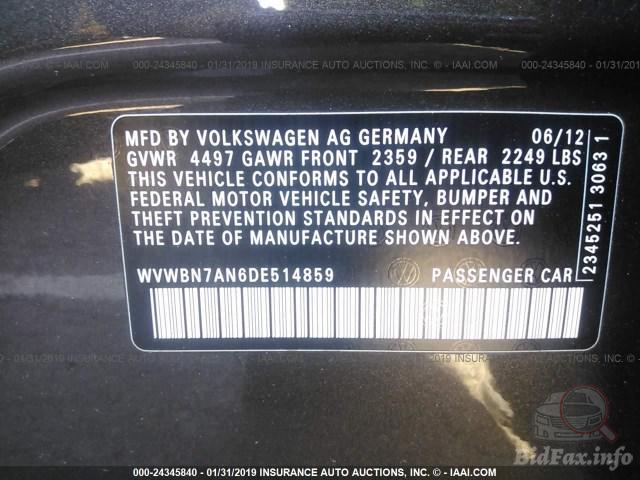 000-24345840 - 01/31/2019 INSURANCE AUTO AUCTIONS, INC. - © - IAAI.COM
MFD BY VOLKSWAGEN AG GERMANY 06/12
GVWR 4497 GAWR FRONT 2359 / REAR 2249 LBS
THIS VEHICLE CONFORMS TO ALL APPLICABLE U.S.
FEDERAL MOTOR VEHICLE SAFETY, BUMPER AND
THEFT PREVENTION STANDARDS IN EFFECT ON
THE DATE OF MANUFACTURE SHOWN ABOVE.
2345251 3063 1
WVWBN7AN6DE514859 PASSENGER CAR
BidFax.info
000-24345840 - 01/31/2019 INSURANCE AUTO AUCTIONS, INC. - © - IAAI.COM